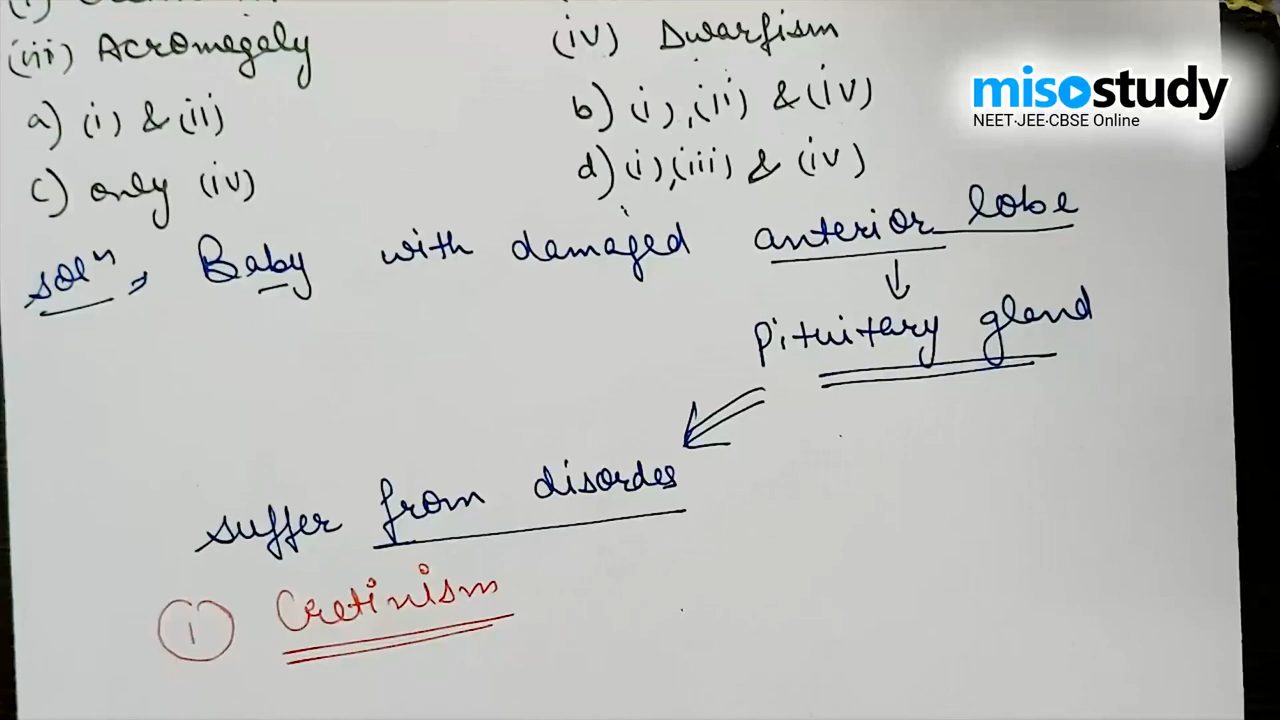 (i)
(iii) Acromegaly (iv) Dwarfism
a) (i) & (ii) b) (i),(ii) & (iv)
c) only (iv) d) (i),(iii) & (iv)
misostudy
NEET·JEE·CBSE Online
solⁿ, Baby with damaged anterior lobe
↓
Pituitary gland
suffer from disordes
(i) Cretinism